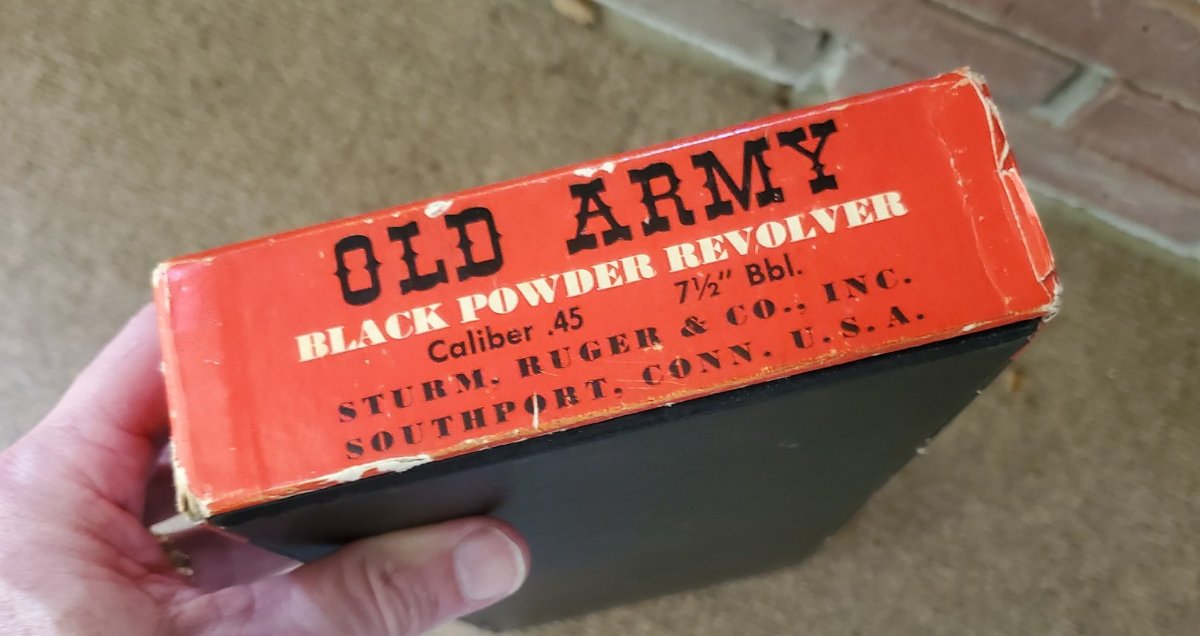 OLD ARMY
BLACK POWDER REVOLVER
Caliber .45 7½" Bbl.
STURM, RUGER & CO., INC.
SOUTHPORT, CONN. U.S.A.